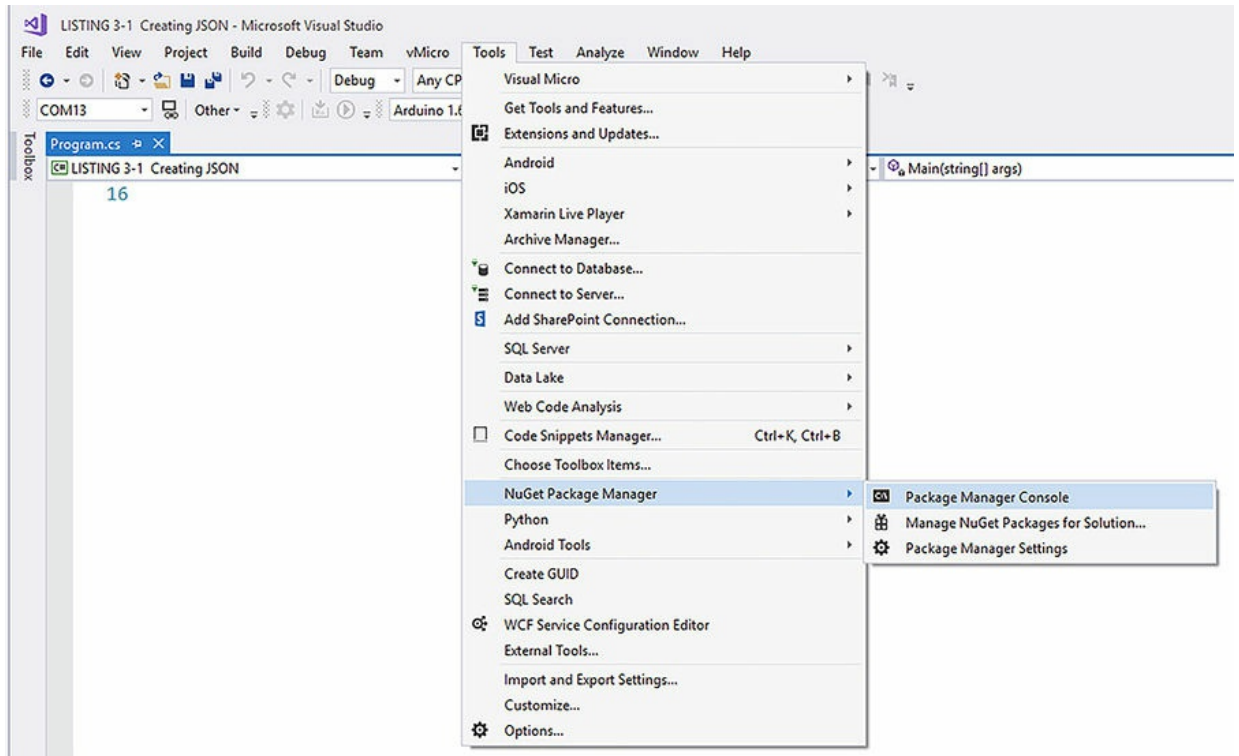 LISTING 3-1 Creating JSON - Microsoft Visual Studio
File Edit View Project Build Debug Team vMicro Tools Test Analyze Window Help
Debug Any CP
COM13 Other Arduino 1.6
Toolbox
Program.cs
LISTING 3-1 Creating JSON
Main(string[] args)
16
Visual Micro
Get Tools and Features...
Extensions and Updates...
Android
iOS
Xamarin Live Player
Archive Manager...
Connect to Database...
Connect to Server...
Add SharePoint Connection...
SQL Server
Data Lake
Web Code Analysis
Code Snippets Manager... Ctrl+K, Ctrl+B
Choose Toolbox Items...
NuGet Package Manager
Package Manager Console
Manage NuGet Packages for Solution...
Package Manager Settings
Python
Android Tools
Create GUID
SQL Search
WCF Service Configuration Editor
External Tools...
Import and Export Settings...
Customize...
Options...